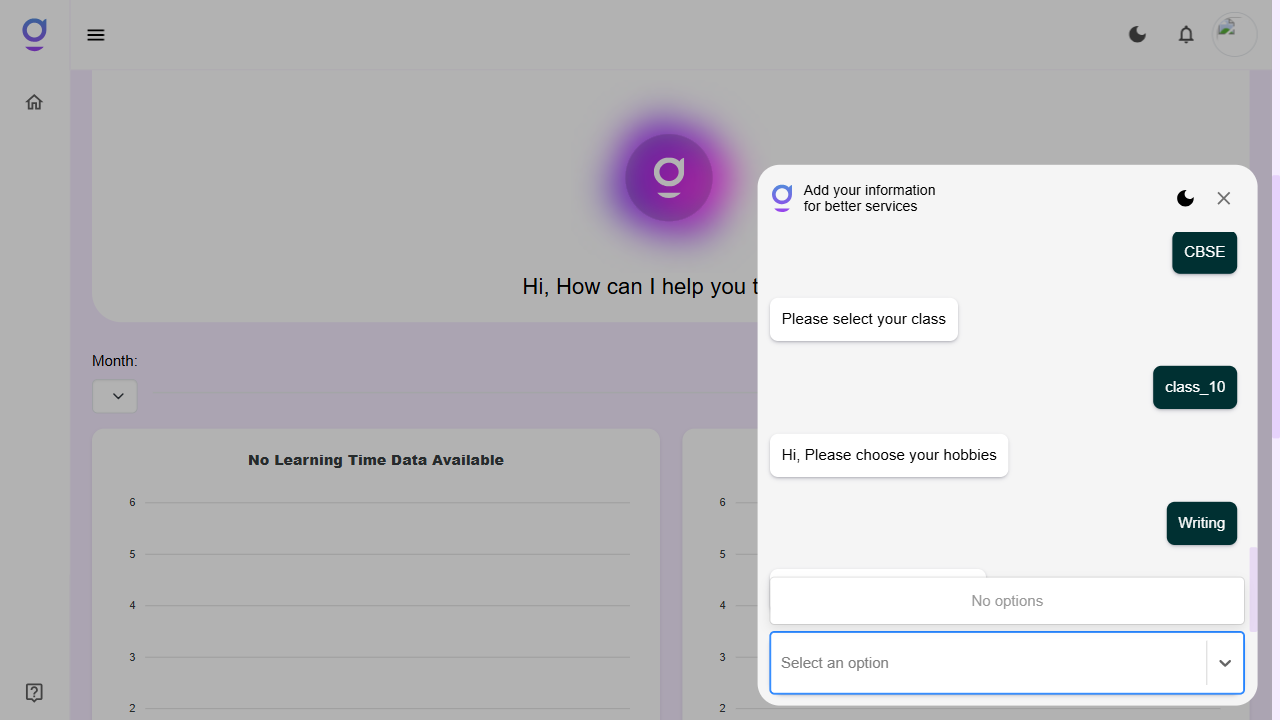 Hi, How can I help you t
Month:
No Learning Time Data Available
6
5
4
3
2
6
5
4
3
2
Add your information
for better services
CBSE
Please select your class
class_10
Hi, Please choose your hobbies
Writing
No options
Select an option